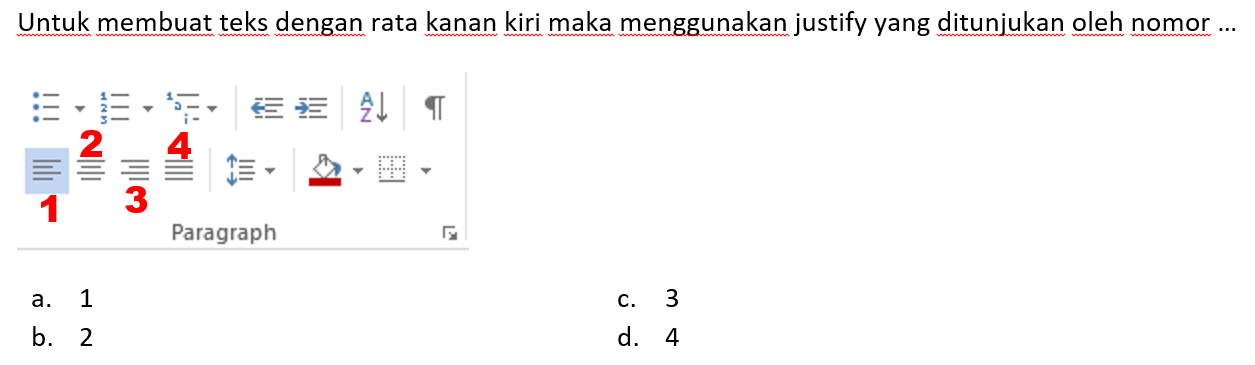 Untuk membuat teks dengan rata kanan kiri maka menggunakan justify yang ditunjukan oleh nomor ...
2 4
1 3
Paragraph
a. 1
b. 2
c. 3
d. 4